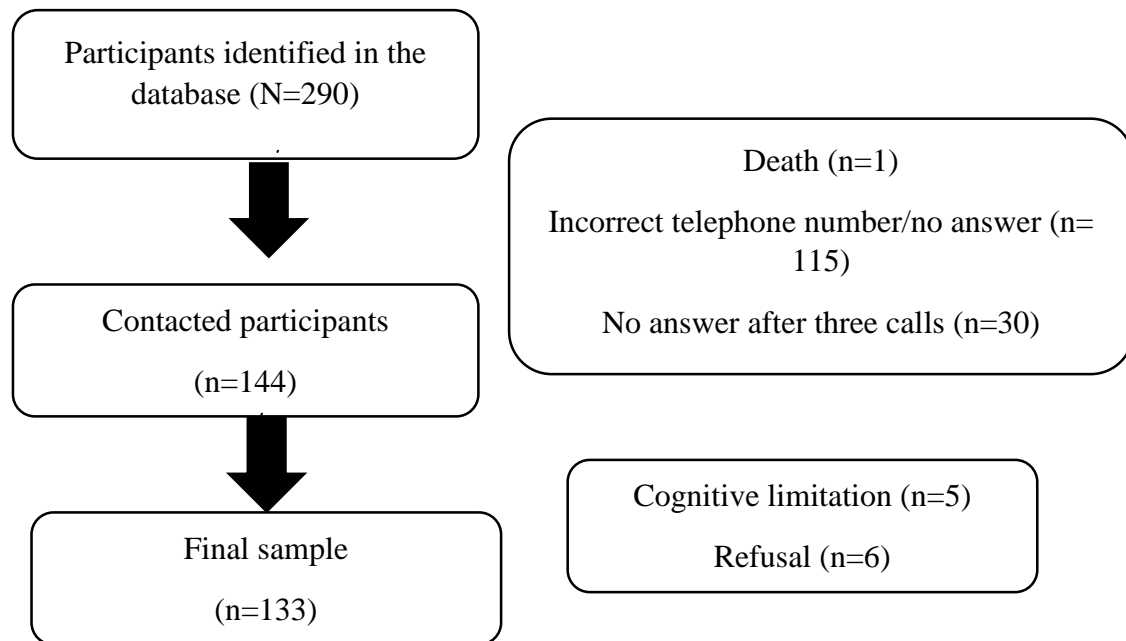 Participants identified in the
database (N=290)
Death (n=1)
Incorrect telephone number/no answer (n=
115)
No answer after three calls (n=30)
Contacted participants
(n=144)
Cognitive limitation (n=5)
Refusal (n=6)
Final sample
(n=133)